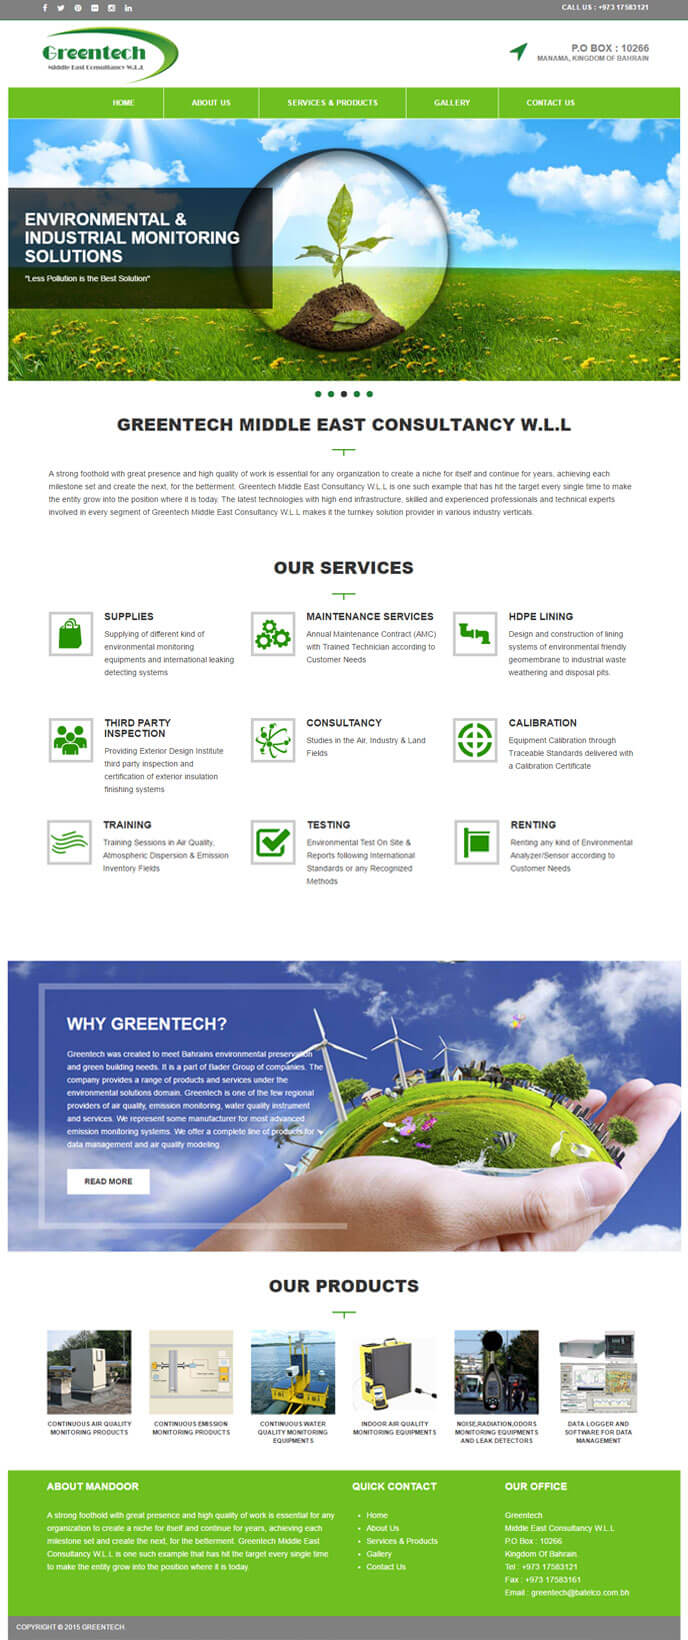 CALL US : +973 17583121
Greentech
Middle East Consultancy W.L.L
P.O BOX : 10266
MANAMA, KINGDOM OF BAHRAIN
HOME
ABOUT US
SERVICES & PRODUCTS
GALLERY
CONTACT US
ENVIRONMENTAL &
INDUSTRIAL MONITORING
SOLUTIONS
"Less Pollution is the Best Solution"
GREENTECH MIDDLE EAST CONSULTANCY W.L.L
A strong foothold with great presence and high quality of work is essential for any organization to create a niche for itself and continue for years, achieving each
milestone set and create the next, for the betterment. Greentech Middle East Consultancy W.L.L is one such example that has hit the target every single time to make
the entity grow into the position where it is today. The latest technologies with high end infrastructure, skilled and experienced professionals and technical experts
involved in every segment of Greentech Middle East Consultancy W.L.L makes it the turnkey solution provider in various industry verticals.
OUR SERVICES
SUPPLIES
Supplying of different kind of
environmental monitoring
equipments and international leaking
detecting systems
MAINTENANCE SERVICES
Annual Maintenance Contract (AMC)
with Trained Technician according to
Customer Needs
HDPE LINING
Design and construction of lining
systems of environmental friendly
geomembrane to industrial waste
weathering and disposal pits.
THIRD PARTY
INSPECTION
Providing Exterior Design Institute
third party inspection and
certification of exterior insulation
finishing systems
CONSULTANCY
Studies in the Air, Industry & Land
Fields
CALIBRATION
Equipment Calibration through
Traceable Standards delivered with
a Calibration Certificate
TRAINING
Training Sessions in Air Quality,
Atmospheric Dispersion & Emission
Inventory Fields
TESTING
Environmental Test On Site &
Reports following International
Standards or any Recognized
Methods
RENTING
Renting any kind of Environmental
Analyzer/Sensor according to
Customer Needs
WHY GREENTECH?
Greentech was created to meet Bahrains environmental preservation
and green building needs. It is a part of Bader Group of companies. The
company provides a range of products and services under the
environmental solutions domain. Greentech is one of the few regional
providers of air quality, emission monitoring, water quality instrument
and services. We represent some manufacturer for most advanced
emission monitoring systems. We offer a complete line of products for
data management and air quality modeling.
READ MORE
OUR PRODUCTS
CONTINUOUS AIR QUALITY
MONITORING PRODUCTS
CONTINUOUS EMISSION
MONITORING PRODUCTS
CONTINUOUS WATER
QUALITY MONITORING
EQUIPMENTS
INDOOR AIR QUALITY
MONITORING EQUIPMENTS
NOISE,RADIATION,ODORS
MONITORING EQUIPMENTS
AND LEAK DETECTORS
DATA LOGGER AND
SOFTWARE FOR DATA
MANAGEMENT
ABOUT MANDOOR
A strong foothold with great presence and high quality of work is essential for any
organization to create a niche for itself and continue for years, achieving each
milestone set and create the next, for the betterment. Greentech Middle East
Consultancy W.L.L is one such example that has hit the target every single time
to make the entity grow into the position where it is today.
QUICK CONTACT
Home
About Us
Services & Products
Gallery
Contact Us
OUR OFFICE
Greentech
Middle East Consultancy W.L.L
P.O Box : 10266
Kingdom Of Bahrain
Tel : +973 17583121
Fax : +973 17583161
Email : greentech@batelco.com.bh
COPYRIGHT © 2015 GREENTECH.